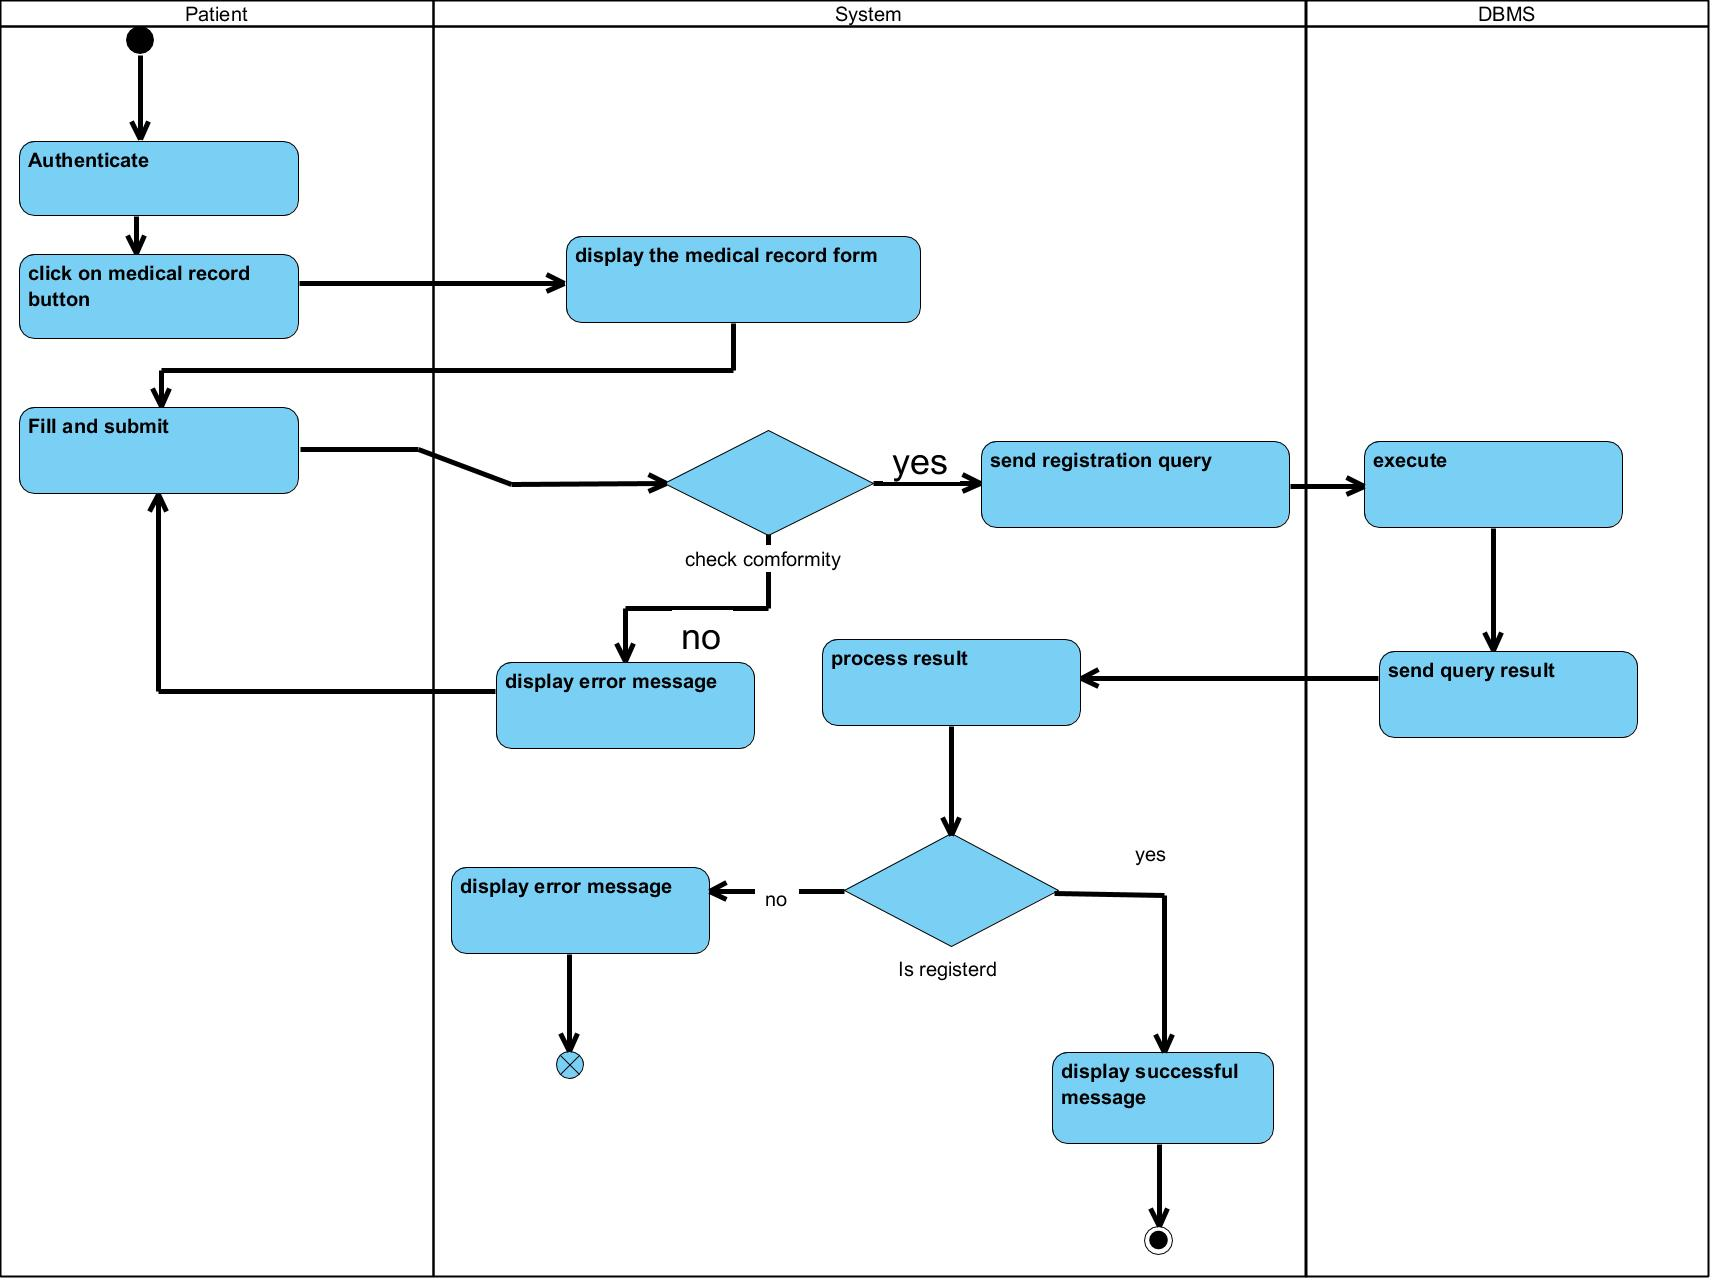 Patient
System
DBMS
Authenticate
click on medical record
button
display the medical record form
Fill and submit
yes
send registration query
execute
check comformity
no
display error message
process result
send query result
yes
display error message
no
Is registerd
display successful
message